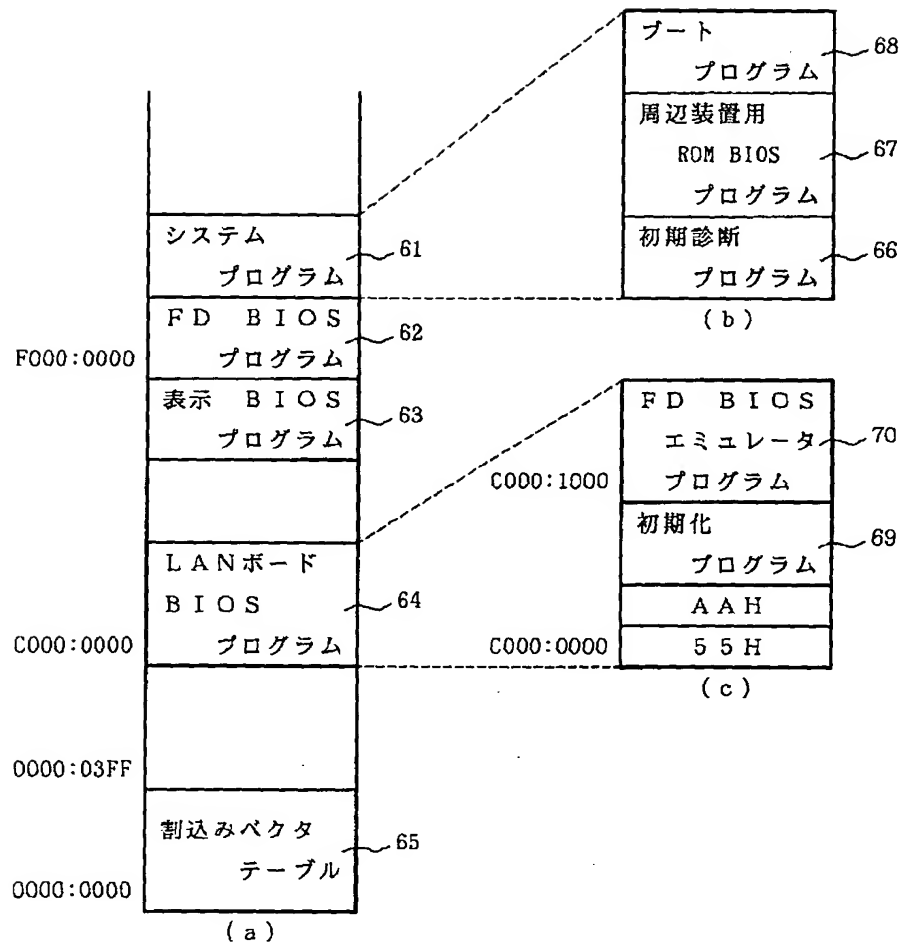 システム
プログラム
61
FD BIOS
プログラム
62
F000:0000
表示 BIOS
プログラム
63
LANボード
BIOS
プログラム
64
C000:0000
0000:03FF
割込みベクタ
テーブル
65
0000:0000
(a)
ブート
プログラム
68
周辺装置用
ROM BIOS
プログラム
67
初期診断
プログラム
66
(b)
FD BIOS
エミュレータ
プログラム
70
C000:1000
初期化
プログラム
69
AAH
55H
C000:0000
(c)